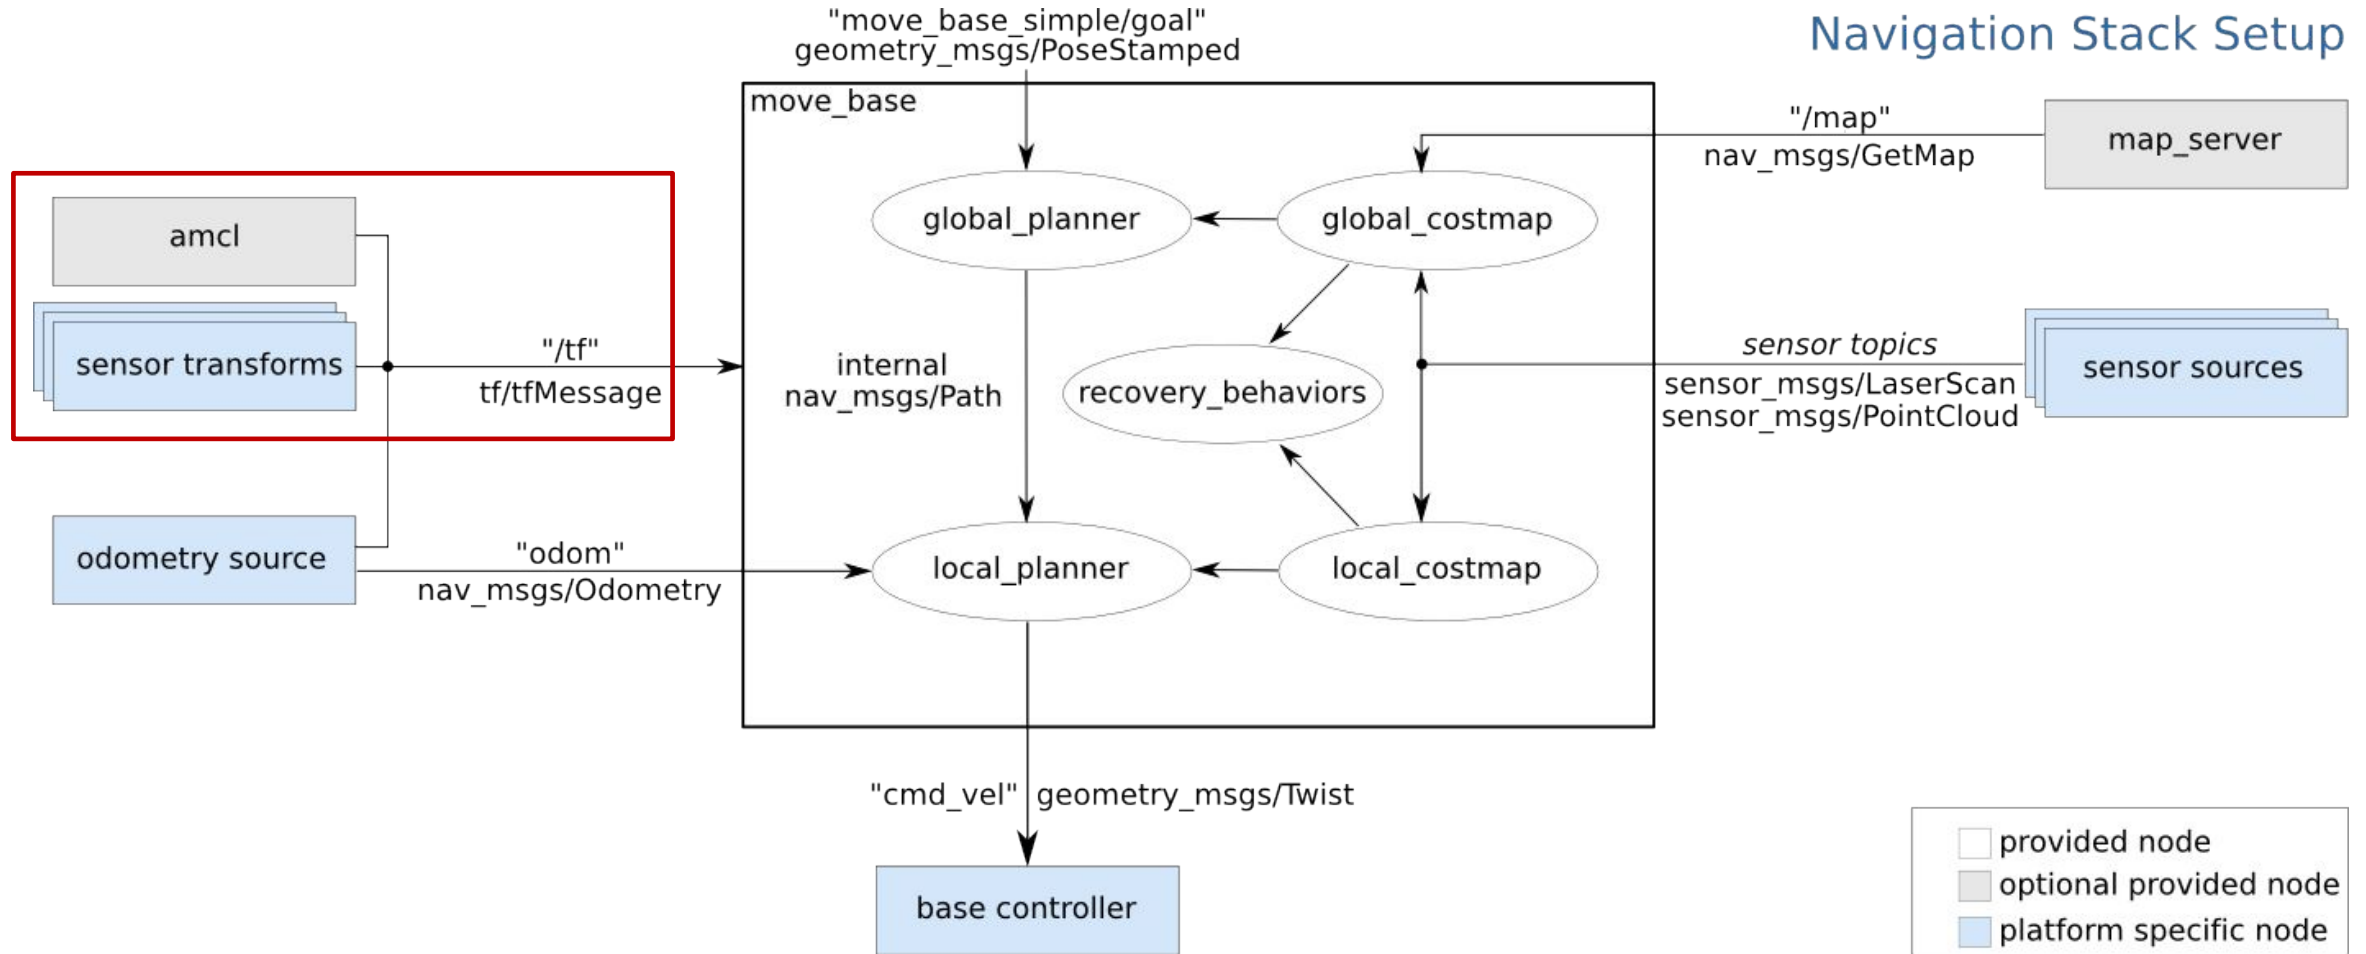 "move_base_simple/goal"
geometry_msgs/PoseStamped
Navigation Stack Setup
move_base
"/map"
nav_msgs/GetMap
map_server
amcl
global_planner
global_costmap
sensor transforms
"/tf"
tf/tfMessage
internal
nav_msgs/Path
recovery_behaviors
sensor topics
sensor_msgs/LaserScan
sensor_msgs/PointCloud
sensor sources
odometry source
"odom"
nav_msgs/Odometry
local_planner
local_costmap
"cmd_vel" geometry_msgs/Twist
base controller
provided node
optional provided node
platform specific node